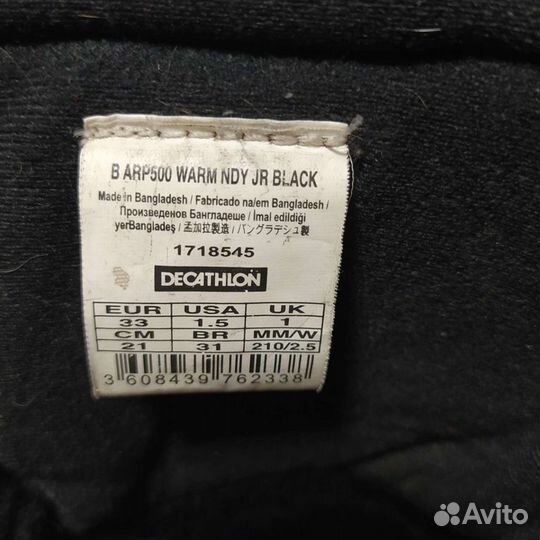 B ARP500 WARM NDY JR BLACK
Made in Bangladesh / Fabricado na/em Bangladesh /
Произведенов Бангладеше / İmal edildiği
yerBangladeş / 孟加拉製造 / バングラデシュ製
1718545
DECATHLON
EUR USA UK
33 1.5 1
CM BR MM/W
21 31 210/2.5
3 608439 762338
Avito